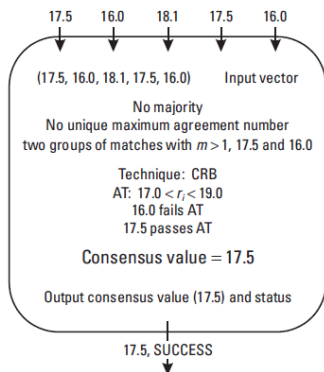 17.5 16.0 18.1 17.5 16.0
(17.5, 16.0, 18.1, 17.5, 16.0) Input vector
No majority
No unique maximum agreement number
two groups of matches with m > 1, 17.5 and 16.0
Technique: CRB
AT: 17.0 < rᵢ < 19.0
16.0 fails AT
17.5 passes AT
Consensus value = 17.5
Output consensus value (17.5) and status
17.5, SUCCESS